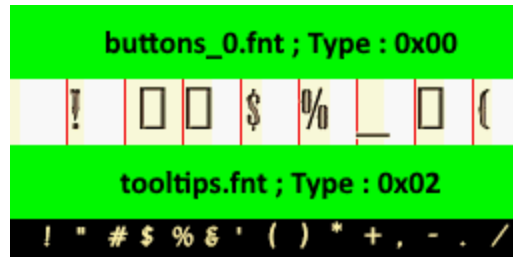 buttons_0.fnt ; Type : 0x00
! □ □ $ % _ □ (
tooltips.fnt ; Type : 0x02
! " # $ % & ' ( ) * + , - . /